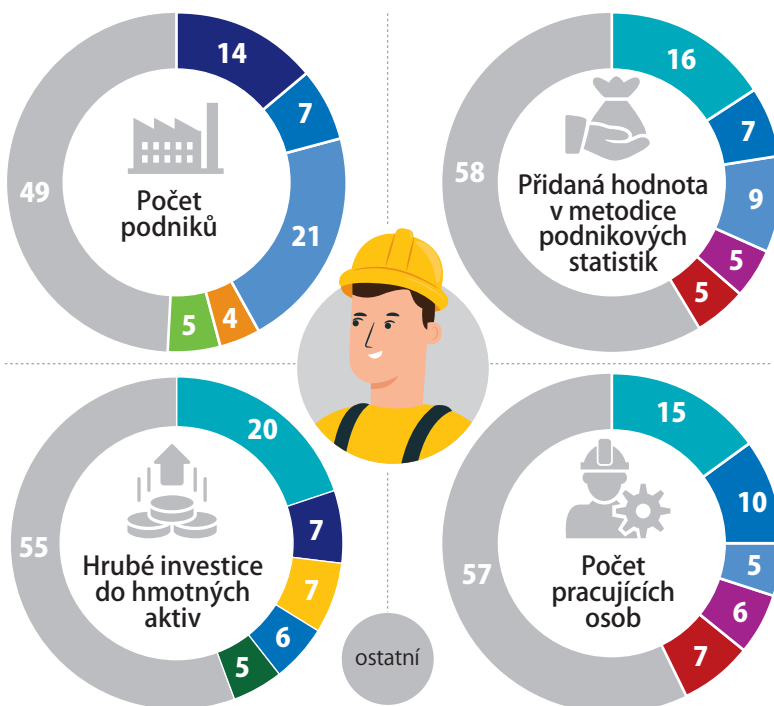 14
7
21
4
5
49
Počet
podniků
16
7
9
5
5
58
Přidaná hodnota
v metodice
podnikových
statistik
20
7
7
6
5
55
Hrubé investice
do hmotných
aktiv
15
10
5
6
7
57
Počet
pracujících
osob
ostatní